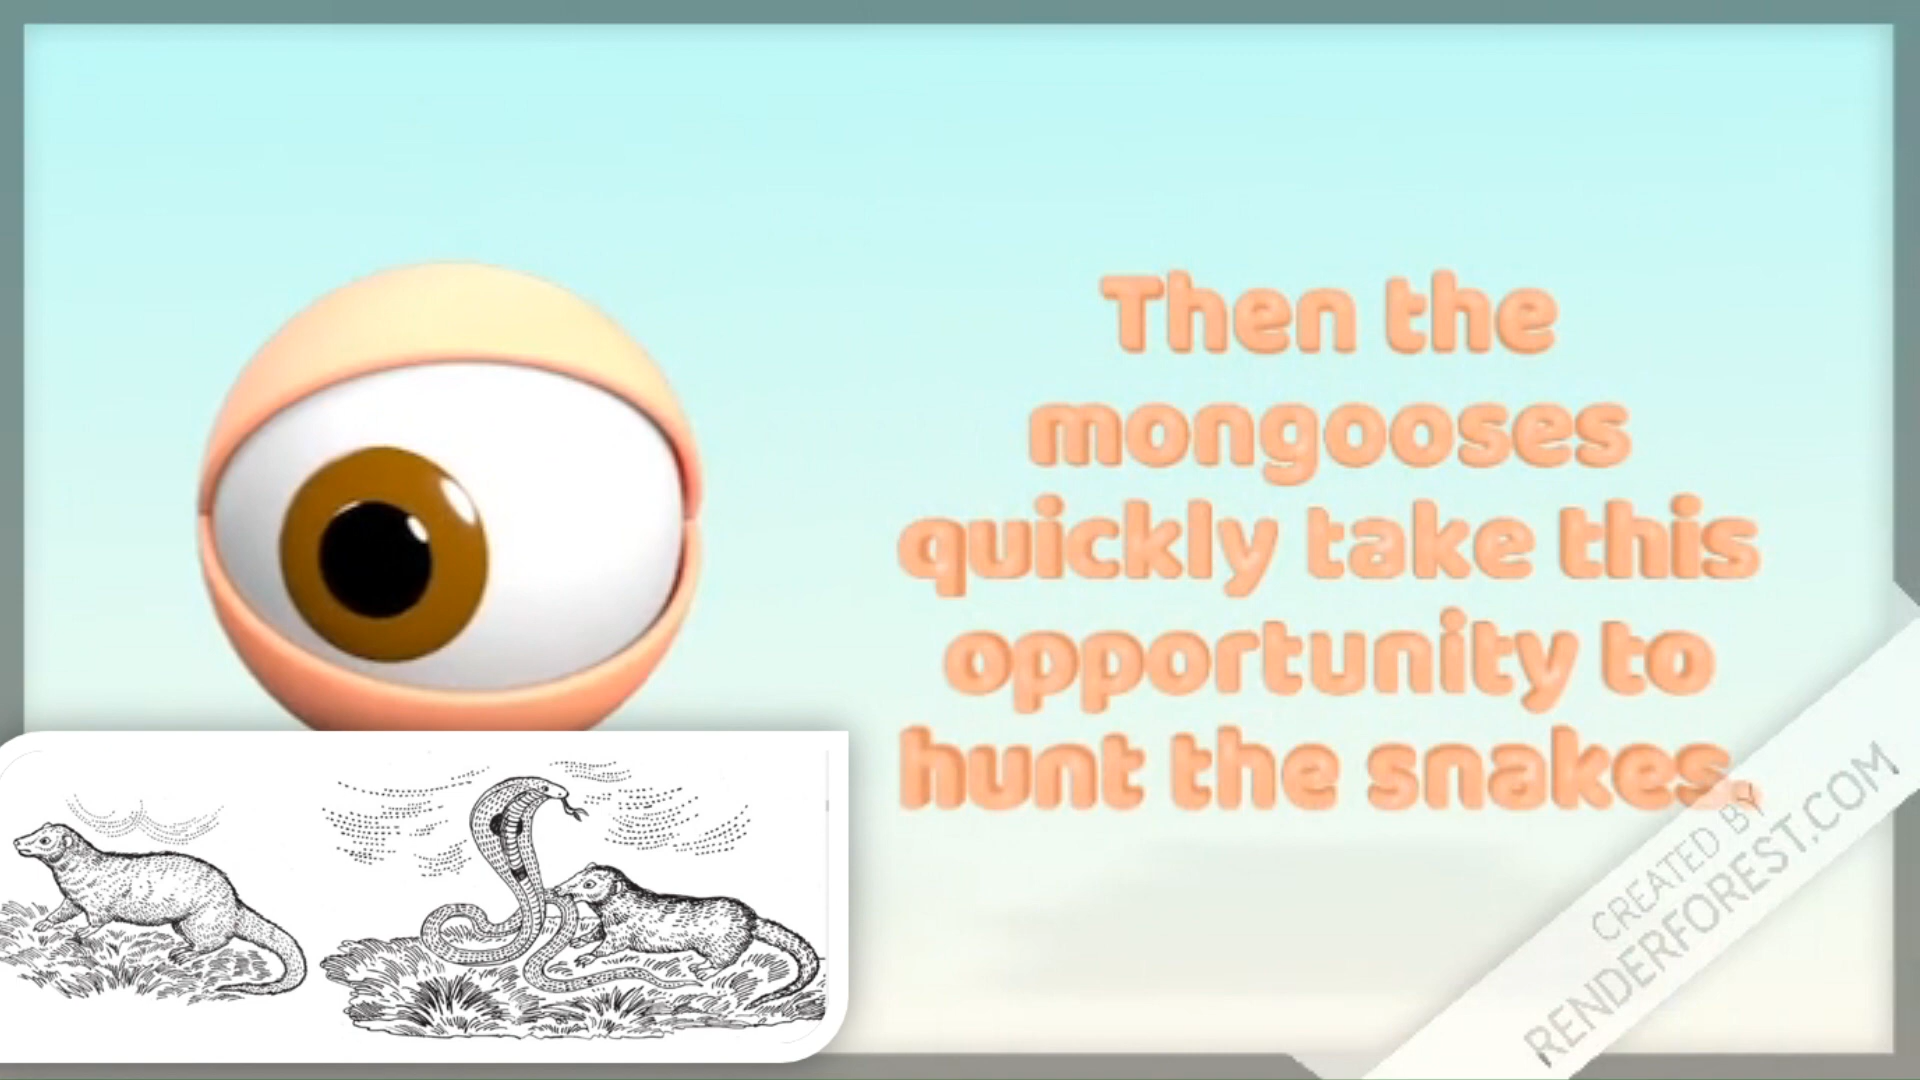 Then the
mongooses
quickly take this
opportunity to
hunt the snakes.
CREATED BY
RENDERFOREST.COM